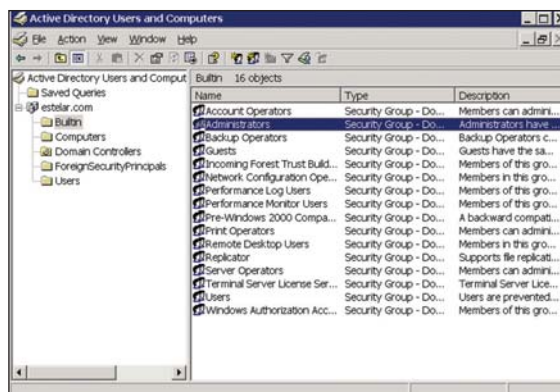 Active Directory Users and Computers
File Action View Window Help
Active Directory Users and Comput
Saved Queries
estelar.com
Builtin
Computers
Domain Controllers
ForeignSecurityPrincipals
Users
Builtin 16 objects
Name Type Description
Account Operators Security Group - Do... Members can admini...
Administrators Security Group - Do... Administrators have ...
Backup Operators Security Group - Do... Backup Operators c...
Guests Security Group - Do... Guests have the sa...
Incoming Forest Trust Build... Security Group - Do... Members of this gro...
Network Configuration Ope... Security Group - Do... Members in this gro...
Performance Log Users Security Group - Do... Members of this gro...
Performance Monitor Users Security Group - Do... Members of this gro...
Pre-Windows 2000 Compa... Security Group - Do... A backward compati...
Print Operators Security Group - Do... Members can admini...
Remote Desktop Users Security Group - Do... Members in this gro...
Replicator Security Group - Do... Supports file replicati...
Server Operators Security Group - Do... Members can admini...
Terminal Server License Ser... Security Group - Do... Terminal Server Lice...
Users Security Group - Do... Users are prevented...
Windows Authorization Acc... Security Group - Do... Members of this gro...